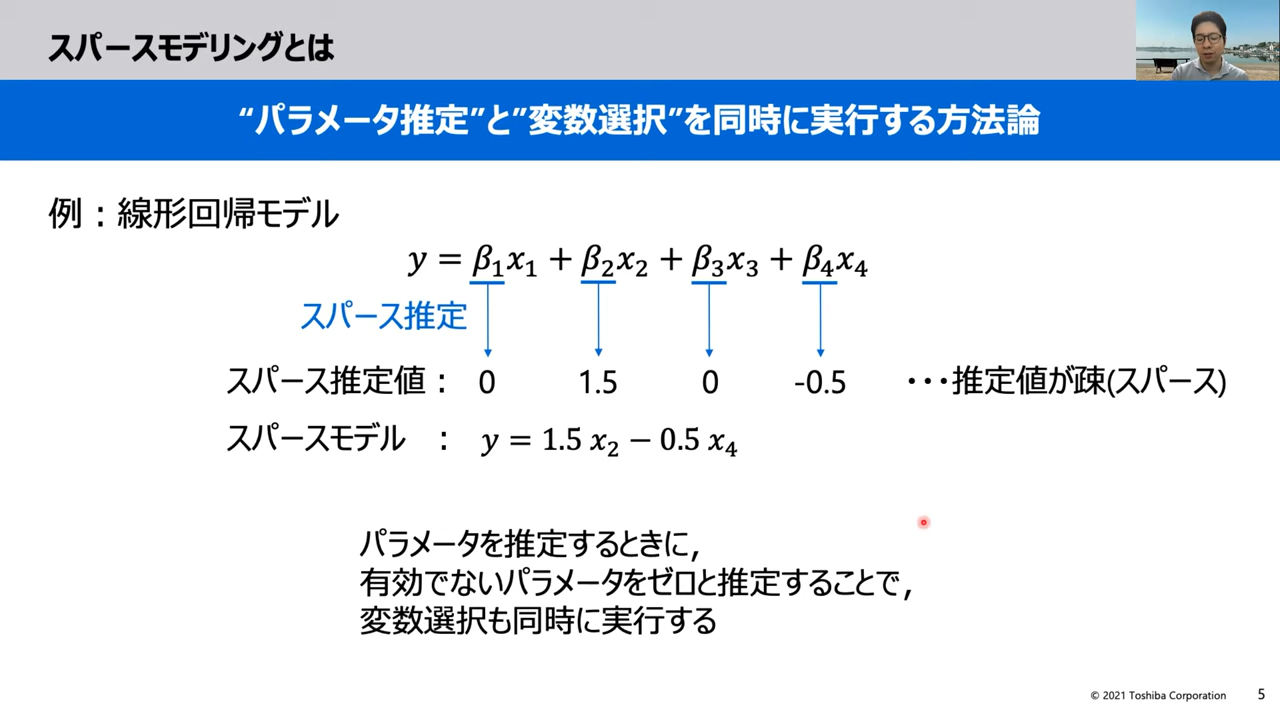 スパースモデリングとは
“パラメータ推定”と”変数選択”を同時に実行する方法論
例：線形回帰モデル
y = β₁x₁ + β₂x₂ + β₃x₃ + β₄x₄
スパース推定
スパース推定値： 0 1.5 0 -0.5 ・・・推定値が疎(スパース)
スパースモデル ： y = 1.5 x₂ − 0.5 x₄
パラメータを推定するときに,
有効でないパラメータをゼロと推定することで,
変数選択も同時に実行する
© 2021 Toshiba Corporation 5